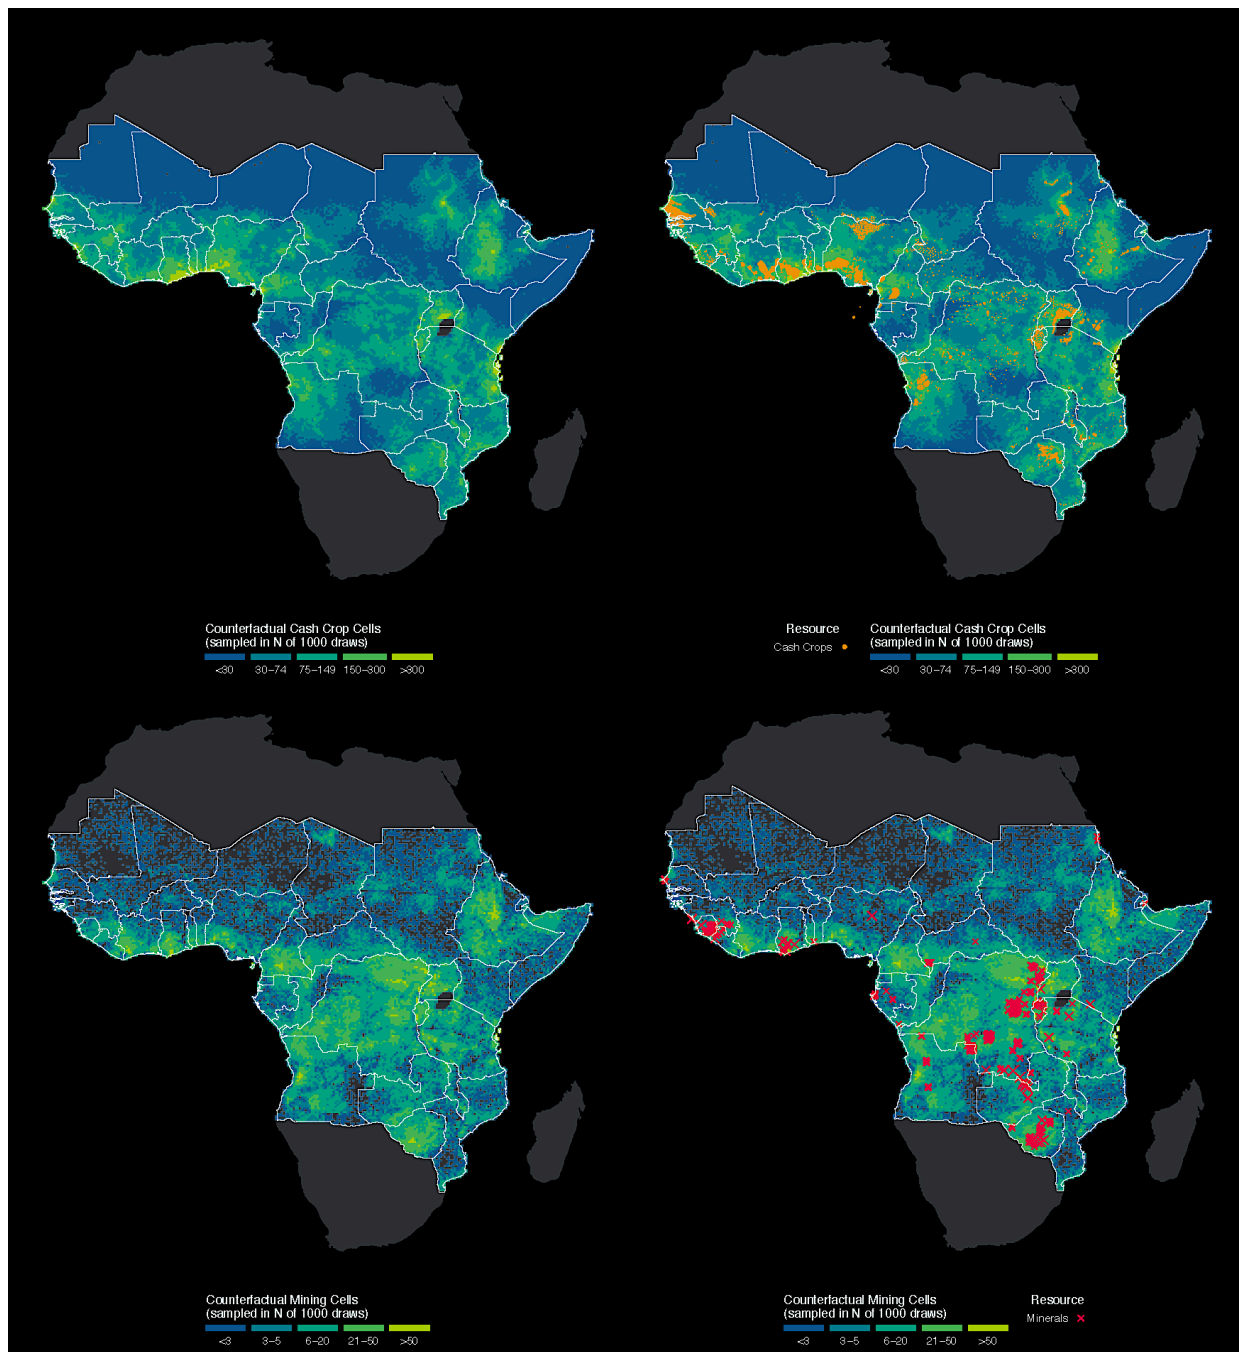 Counterfactual Cash Crop Cells
(sampled in N of 1000 draws)
<30 30–74 75–149 150–300 >300
Resource
Cash Crops
Counterfactual Cash Crop Cells
(sampled in N of 1000 draws)
<30 30–74 75–149 150–300 >300
Counterfactual Mining Cells
(sampled in N of 1000 draws)
<3 3–5 6–20 21–50 >50
Counterfactual Mining Cells
(sampled in N of 1000 draws)
<3 3–5 6–20 21–50 >50
Resource
Minerals